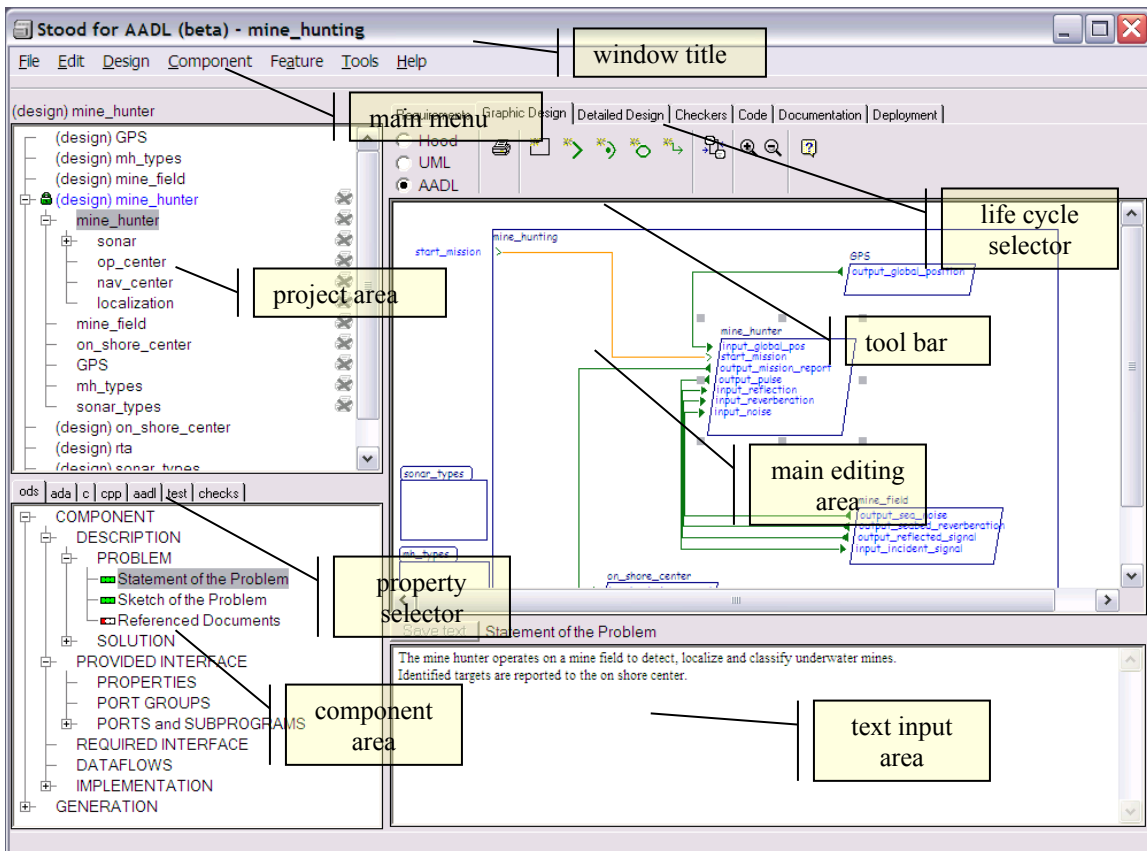 Stood for AADL (beta) - mine_hunting
window title
File Edit Design Component Feature Tools Help
main menu
(design) mine_hunter
Requirements Graphic Design Detailed Design Checkers Code Documentation Deployment
Hood
UML
AADL
life cycle
selector
(design) GPS
(design) mh_types
(design) mine_field
(design) mine_hunter
mine_hunter
sonar
op_center
nav_center
localization
mine_field
on_shore_center
GPS
mh_types
sonar_types
(design) on_shore_center
(design) rta
(design) sonar_types
project area
mine_hunting
start_mission
GPS
output_global_position
tool bar
mine_hunter
input_global_pos
start_mission
output_mission_report
output_pulse
input_reflection
input_reverberation
input_noise
main editing
area
sonar_types
mh_types
mine_field
output_sea_noise
output_seabed_reverberation
output_reflected_signal
input_incident_signal
on_shore_center
ods ada c cpp aadl test checks
COMPONENT
DESCRIPTION
PROBLEM
Statement of the Problem
Sketch of the Problem
Referenced Documents
SOLUTION
PROVIDED INTERFACE
PROPERTIES
PORT GROUPS
PORTS and SUBPROGRAMS
REQUIRED INTERFACE
DATAFLOWS
IMPLEMENTATION
GENERATION
property
selector
component
area
Save text Statement of the Problem
The mine hunter operates on a mine field to detect, localize and classify underwater mines.
Identified targets are reported to the on shore center.
text input
area